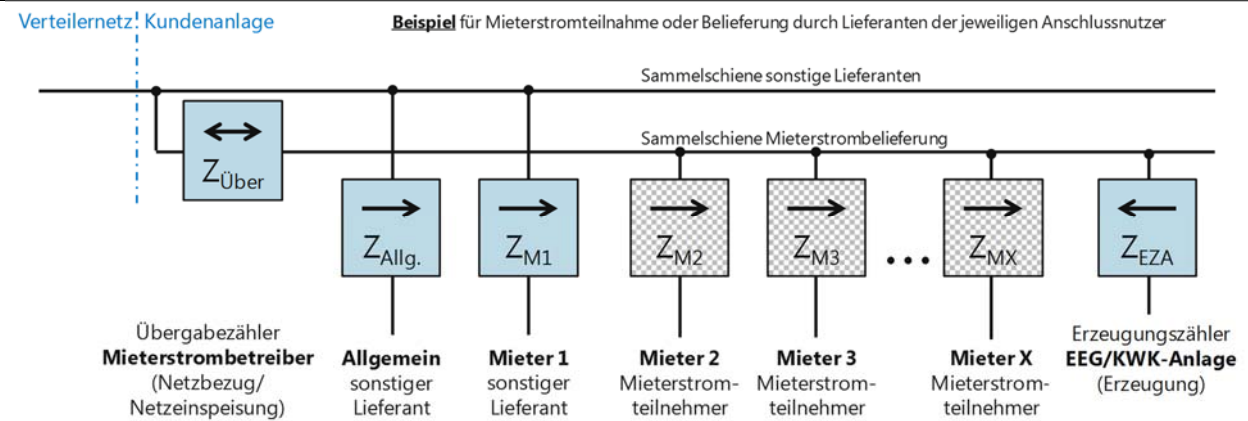 Verteilernetz Kundenanlage
Beispiel für Mieterstromteilnahme oder Belieferung durch Lieferanten der jeweiligen Anschlussnutzer
Sammelschiene sonstige Lieferanten
Sammelschiene Mieterstrombelieferung
ZÜber
ZAllg.
ZM1
ZM2
ZM3
...
ZMX
ZEZA
Übergabezähler
Mieterstrombetreiber
(Netzbezug/
Netzeinspeisung)
Allgemein
sonstiger
Lieferant
Mieter 1
sonstiger
Lieferant
Mieter 2
Mieterstrom-
teilnehmer
Mieter 3
Mieterstrom-
teilnehmer
Mieter X
Mieterstrom-
teilnehmer
Erzeugungszähler
EEG/KWK-Anlage
(Erzeugung)